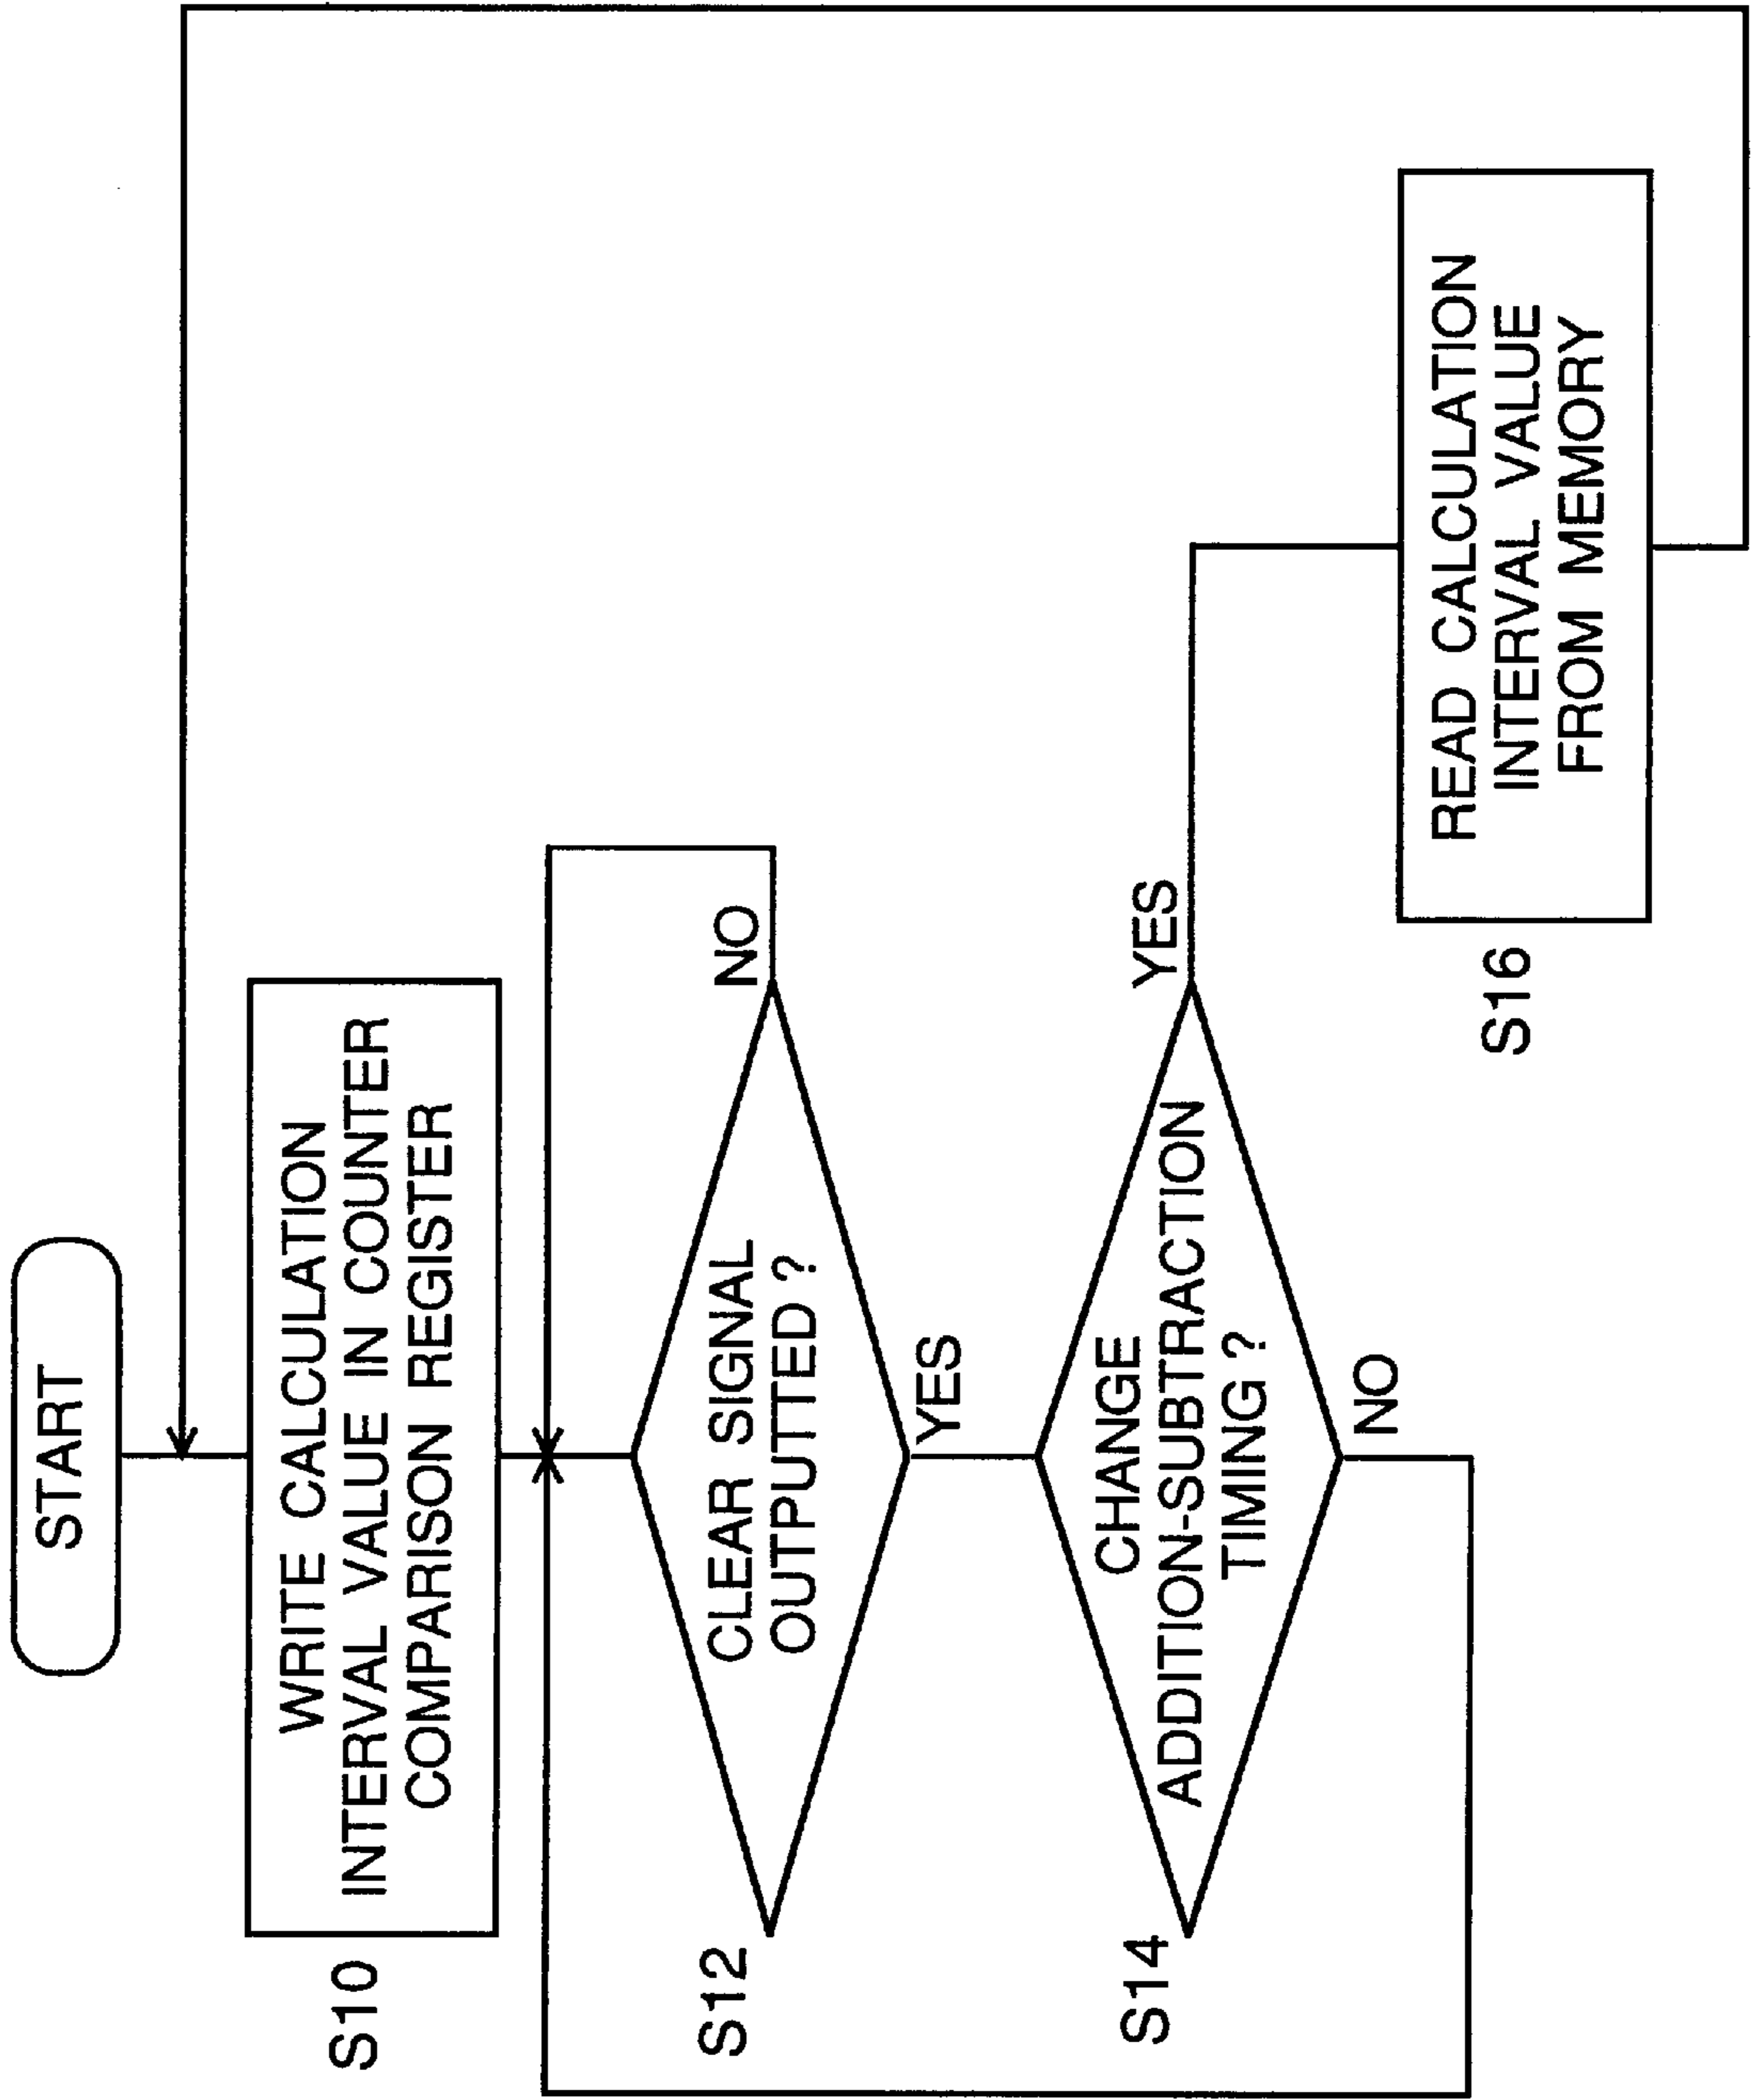 START
S10
WRITE CALCULATION
INTERVAL VALUE IN COUNTER
COMPARISON REGISTER
S12
CLEAR SIGNAL
OUTPUTTED ?
NO
YES
S14
CHANGE
ADDITION-SUBTRACTION
TIMING ?
YES
NO
S16
READ CALCULATION
INTERVAL VALUE
FROM MEMORY